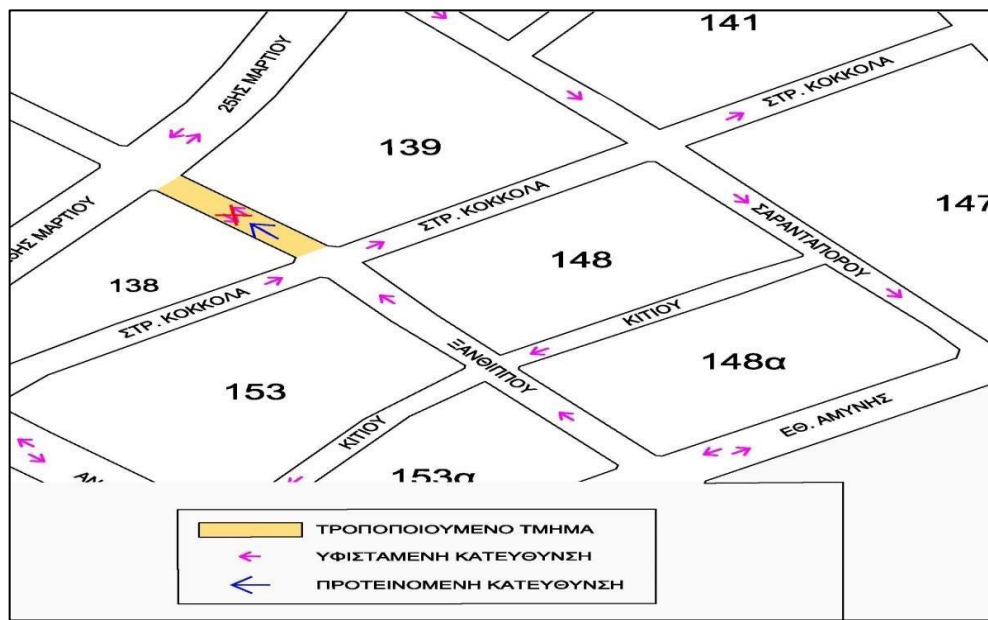 141
25ΗΣ ΜΑΡΤΙΟΥ
ΣΤΡ. ΚΟΚΚΟΛΑ
139
ΣΤΡ. ΚΟΚΚΟΛΑ
147
25ΗΣ ΜΑΡΤΙΟΥ
ΣΑΡΑΝΤΑΠΟΡΟΥ
148
138
ΚΙΤΙΟΥ
ΣΤΡ. ΚΟΚΚΟΛΑ
ΞΑΝΘΙΠΠΟΥ
148α
153
ΕΘ. ΑΜΥΝΗΣ
ΚΙΤΙΟΥ
153α
ΤΡΟΠΟΠΟΙΟΥΜΕΝΟ ΤΜΗΜΑ
ΥΦΙΣΤΑΜΕΝΗ ΚΑΤΕΥΘΥΝΣΗ
ΠΡΟΤΕΙΝΟΜΕΝΗ ΚΑΤΕΥΘΥΝΣΗ